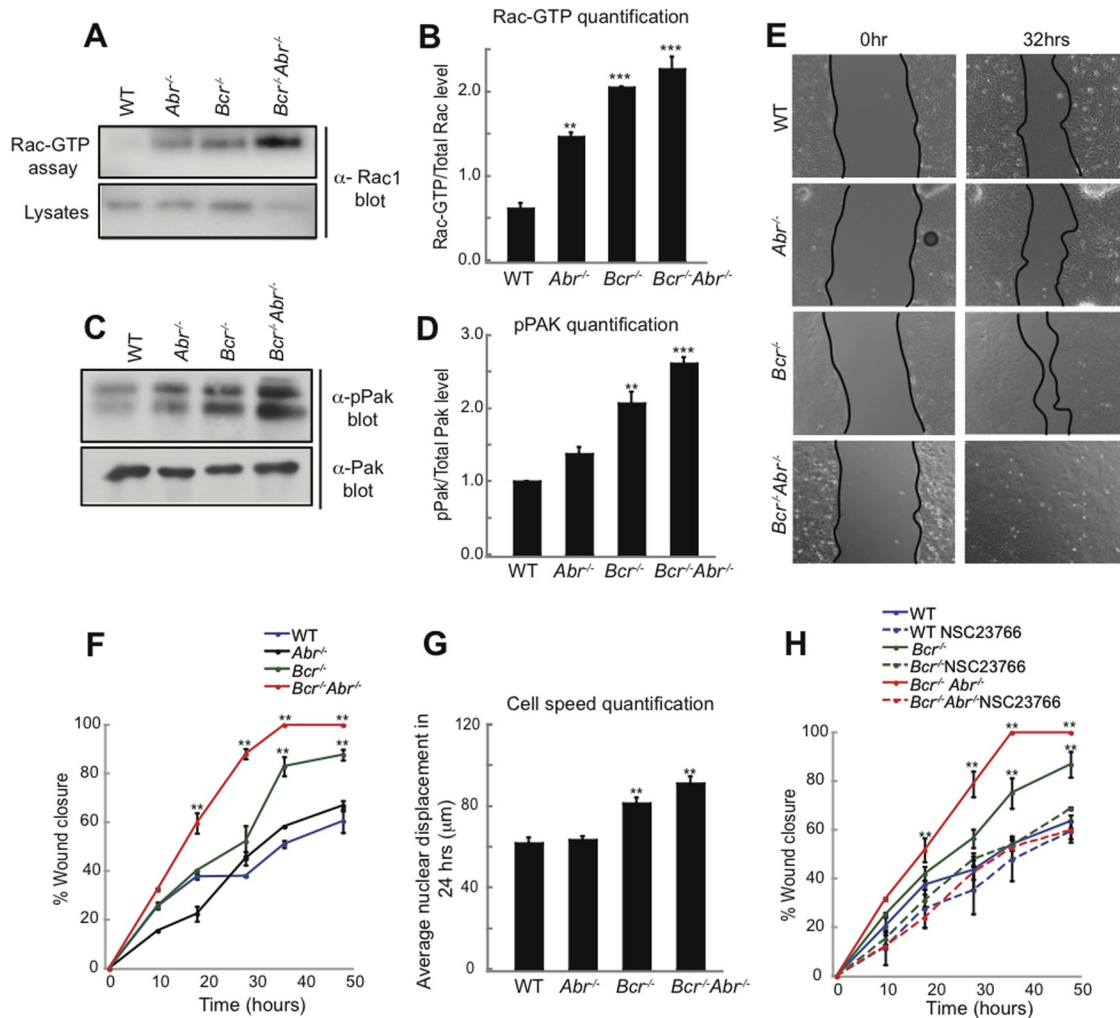 A
WT
Abr-/-
Bcr-/-
Bcr-/-Abr-/-
Rac-GTP
assay
Lysates
α- Rac1
blot
B
Rac-GTP quantification
Rac-GTP/Total Rac level
2.0
1.0
0.0
**
***
***
WT
Abr-/-
Bcr-/-
Bcr-/-Abr-/-
C
WT
Abr-/-
Bcr-/-
Bcr-/-Abr-/-
α-pPak
blot
α-Pak
blot
D
pPAK quantification
pPak/Total Pak level
3.0
2.0
1.0
0.0
**
***
WT
Abr-/-
Bcr-/-
Bcr-/-Abr-/-
E
0hr
32hrs
WT
Abr-/-
Bcr-/-
Bcr-/-Abr-/-
F
WT
Abr-/-
Bcr-/-
Bcr-/-Abr-/-
% Wound closure
100
80
60
40
20
0
**
**
**
**
**
**
0 10 20 30 40 50
Time (hours)
G
Cell speed quantification
Average nuclear displacement in
24 hrs (μm)
120
80
40
0
**
**
WT
Abr-/-
Bcr-/-
Bcr-/-Abr-/-
H
WT
WT NSC23766
Bcr-/-
Bcr-/-NSC23766
Bcr-/- Abr-/-
Bcr-/-Abr-/-NSC23766
% Wound closure
100
80
60
40
20
0
**
**
**
**
**
**
0 10 20 30 40 50
Time (hours)